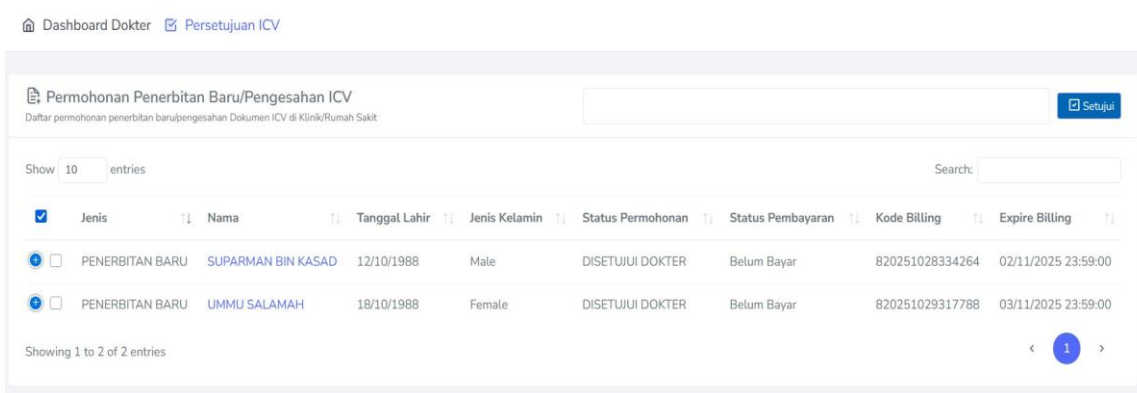 Dashboard Dokter Persetujuan ICV
Permohonan Penerbitan Baru/Pengesahan ICV
Daftar permohonan penerbitan baru/pengesahan Dokumen ICV di Klinik/Rumah Sakit
Setujui
Show 10 entries Search:
Jenis Nama Tanggal Lahir Jenis Kelamin Status Permohonan Status Pembayaran Kode Billing Expire Billing
PENERBITAN BARU SUPARMAN BIN KASAD 12/10/1988 Male DISETUJUI DOKTER Belum Bayar 820251028334264 02/11/2025 23:59:00
PENERBITAN BARU UMMU SALAMAH 18/10/1988 Female DISETUJUI DOKTER Belum Bayar 820251029317788 03/11/2025 23:59:00
Showing 1 to 2 of 2 entries ‹ 1 ›